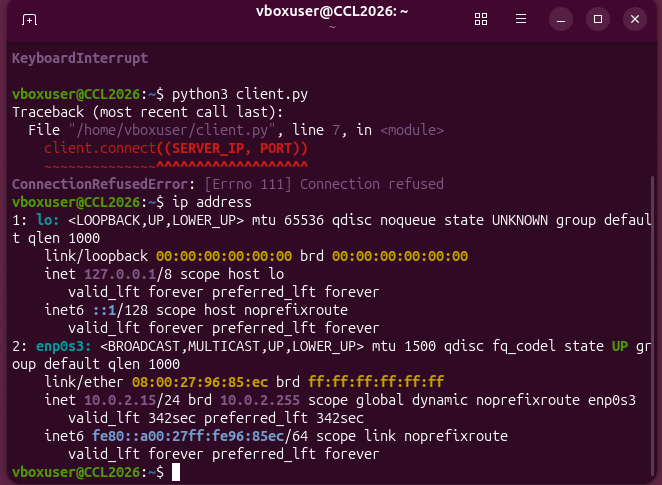 vboxuser@CCL2026: ~
~
KeyboardInterrupt
vboxuser@CCL2026:~$ python3 client.py
Traceback (most recent call last):
  File "/home/vboxuser/client.py", line 7, in <module>
    client.connect((SERVER_IP, PORT))
    ~~~~~~~~~~~~~~^^^^^^^^^^^^^^^^^^^
ConnectionRefusedError: [Errno 111] Connection refused
vboxuser@CCL2026:~$ ip address
1: lo: <LOOPBACK,UP,LOWER_UP> mtu 65536 qdisc noqueue state UNKNOWN group defaul
t qlen 1000
    link/loopback 00:00:00:00:00:00 brd 00:00:00:00:00:00
    inet 127.0.0.1/8 scope host lo
       valid_lft forever preferred_lft forever
    inet6 ::1/128 scope host noprefixroute
       valid_lft forever preferred_lft forever
2: enp0s3: <BROADCAST,MULTICAST,UP,LOWER_UP> mtu 1500 qdisc fq_codel state UP gr
oup default qlen 1000
    link/ether 08:00:27:96:85:ec brd ff:ff:ff:ff:ff:ff
    inet 10.0.2.15/24 brd 10.0.2.255 scope global dynamic noprefixroute enp0s3
       valid_lft 342sec preferred_lft 342sec
    inet6 fe80::a00:27ff:fe96:85ec/64 scope link noprefixroute
       valid_lft forever preferred_lft forever
vboxuser@CCL2026:~$